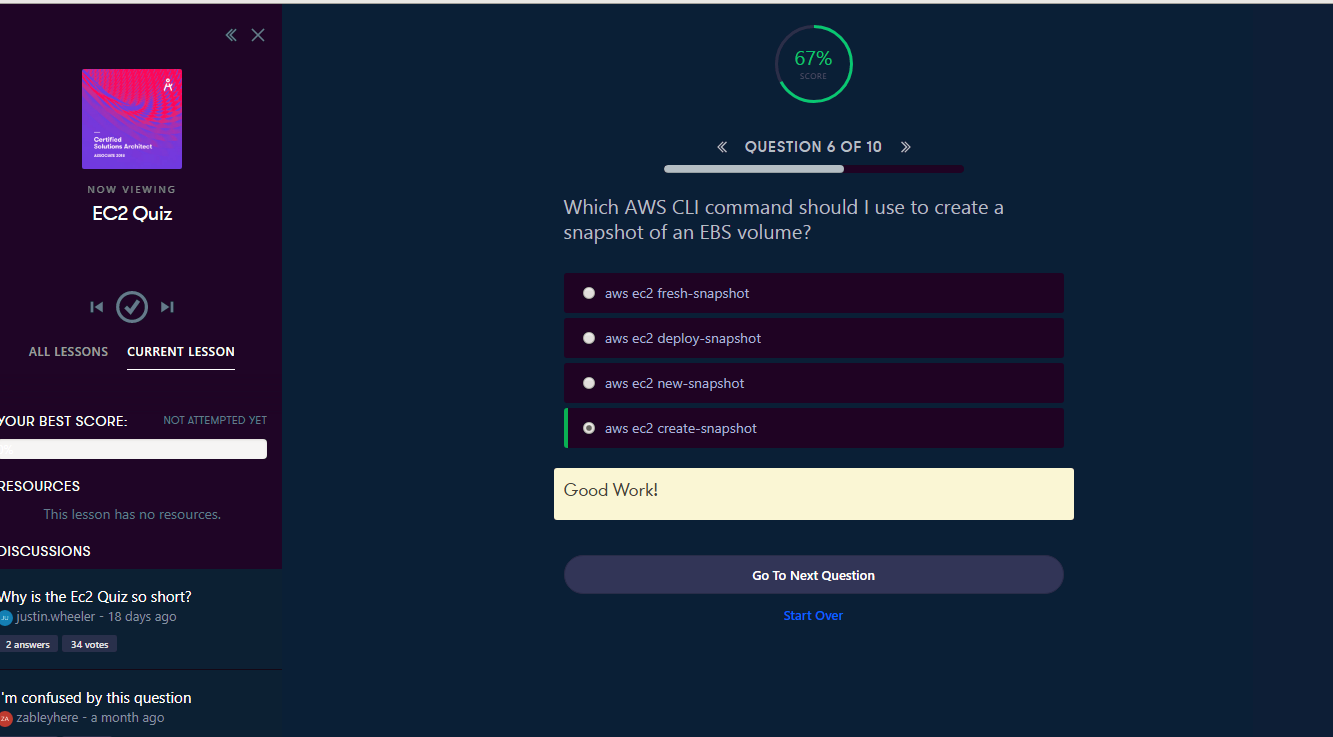 Certified
Solutions Architect
ASSOCIATE 2018
NOW VIEWING
EC2 Quiz
ALL LESSONS CURRENT LESSON
YOUR BEST SCORE: NOT ATTEMPTED YET
RESOURCES
This lesson has no resources.
DISCUSSIONS
Why is the Ec2 Quiz so short?
JU justin.wheeler - 18 days ago
2 answers 34 votes
I'm confused by this question
ZA zableyhere - a month ago
67%
SCORE
QUESTION 6 OF 10
Which AWS CLI command should I use to create a
snapshot of an EBS volume?
aws ec2 fresh-snapshot
aws ec2 deploy-snapshot
aws ec2 new-snapshot
aws ec2 create-snapshot
Good Work!
Go To Next Question
Start Over